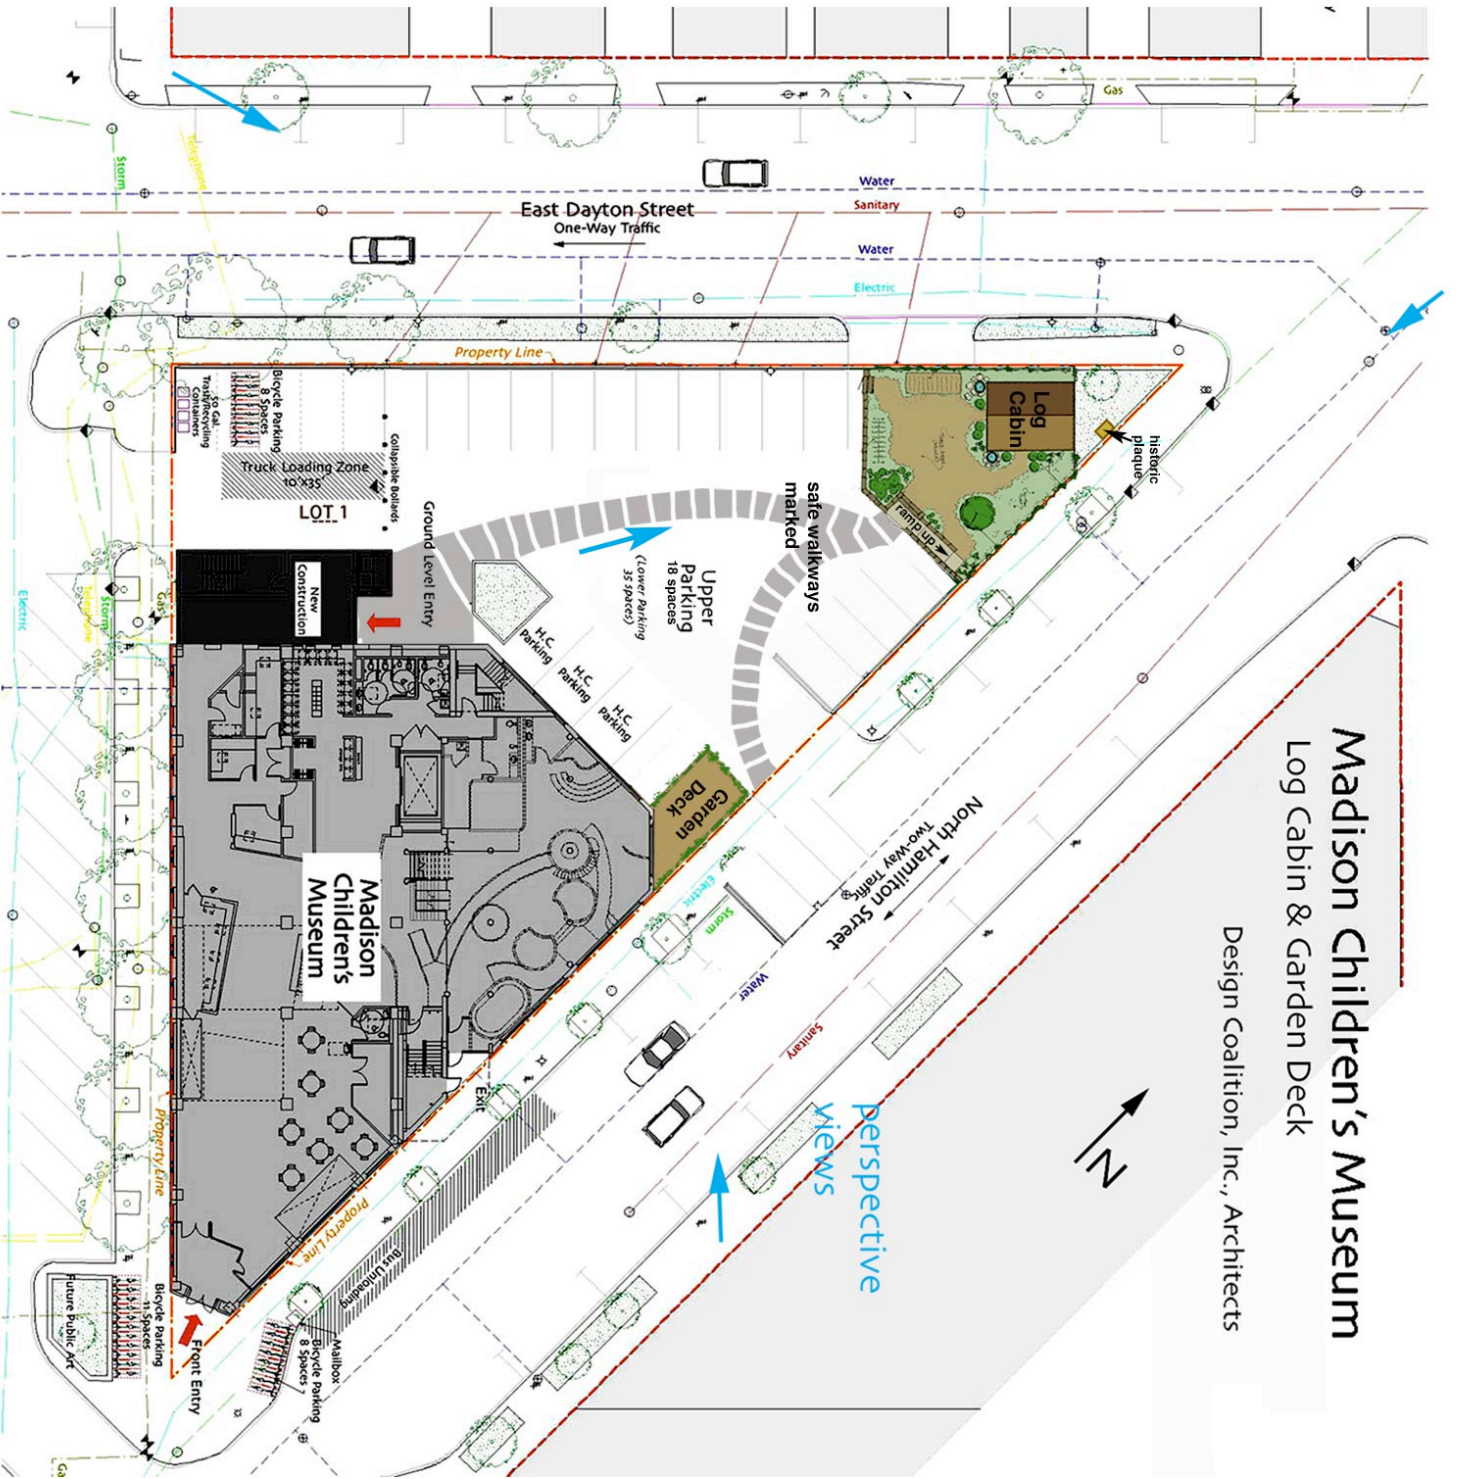 Madison Children's Museum
Log Cabin & Garden Deck
Design Coalition, Inc., Architects
N
perspective
views
Gas
Water
Sanitary
East Dayton Street
One-Way Traffic
Water
Electric
Storm
Telephone
Property Line
Log
Cabin
historic
plaque
ramp up
safe walkways
marked
50 Gal.
Trash/Recycling
Containers
Bicycle Parking
8 Spaces
Collapsible Bollards
Truck Loading Zone
10'x35'
LOT 1
Ground Level Entry
New
Construction
Upper
Parking
18 spaces
(Lower Parking
35 spaces)
H.C.
Parking
H.C.
Parking
H.C.
Parking
Garden
Deck
North Hamilton Street
Two-Way Traffic
Electric
Storm
Water
Sanitary
Electric
Telephone
Storm
Gas
Madison
Children's
Museum
Exit
Property Line
Property Line
Bus Unloading
Mailbox
Bicycle Parking
8 Spaces
Front Entry
Bicycle Parking
11 Spaces
Future Public Art